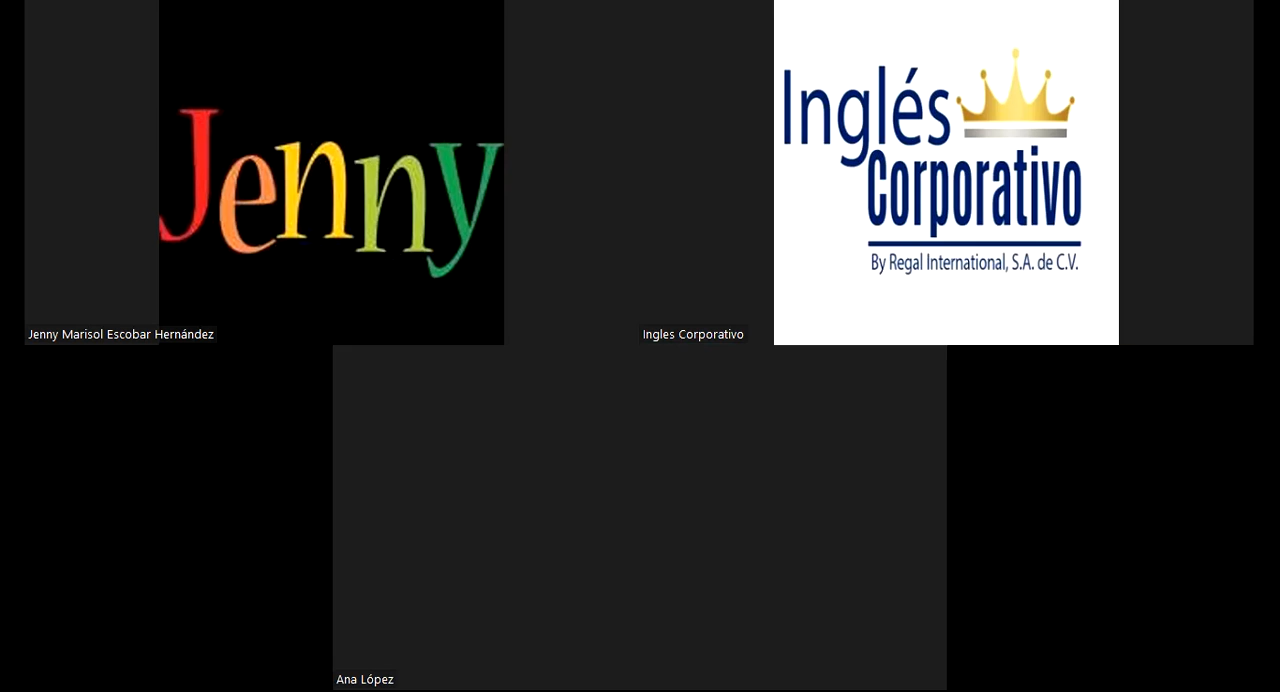 Jenny
Inglés
Corporativo
By Regal International, S.A. de C.V.
Jenny Marisol Escobar Hernández
Ingles Corporativo
Ana López